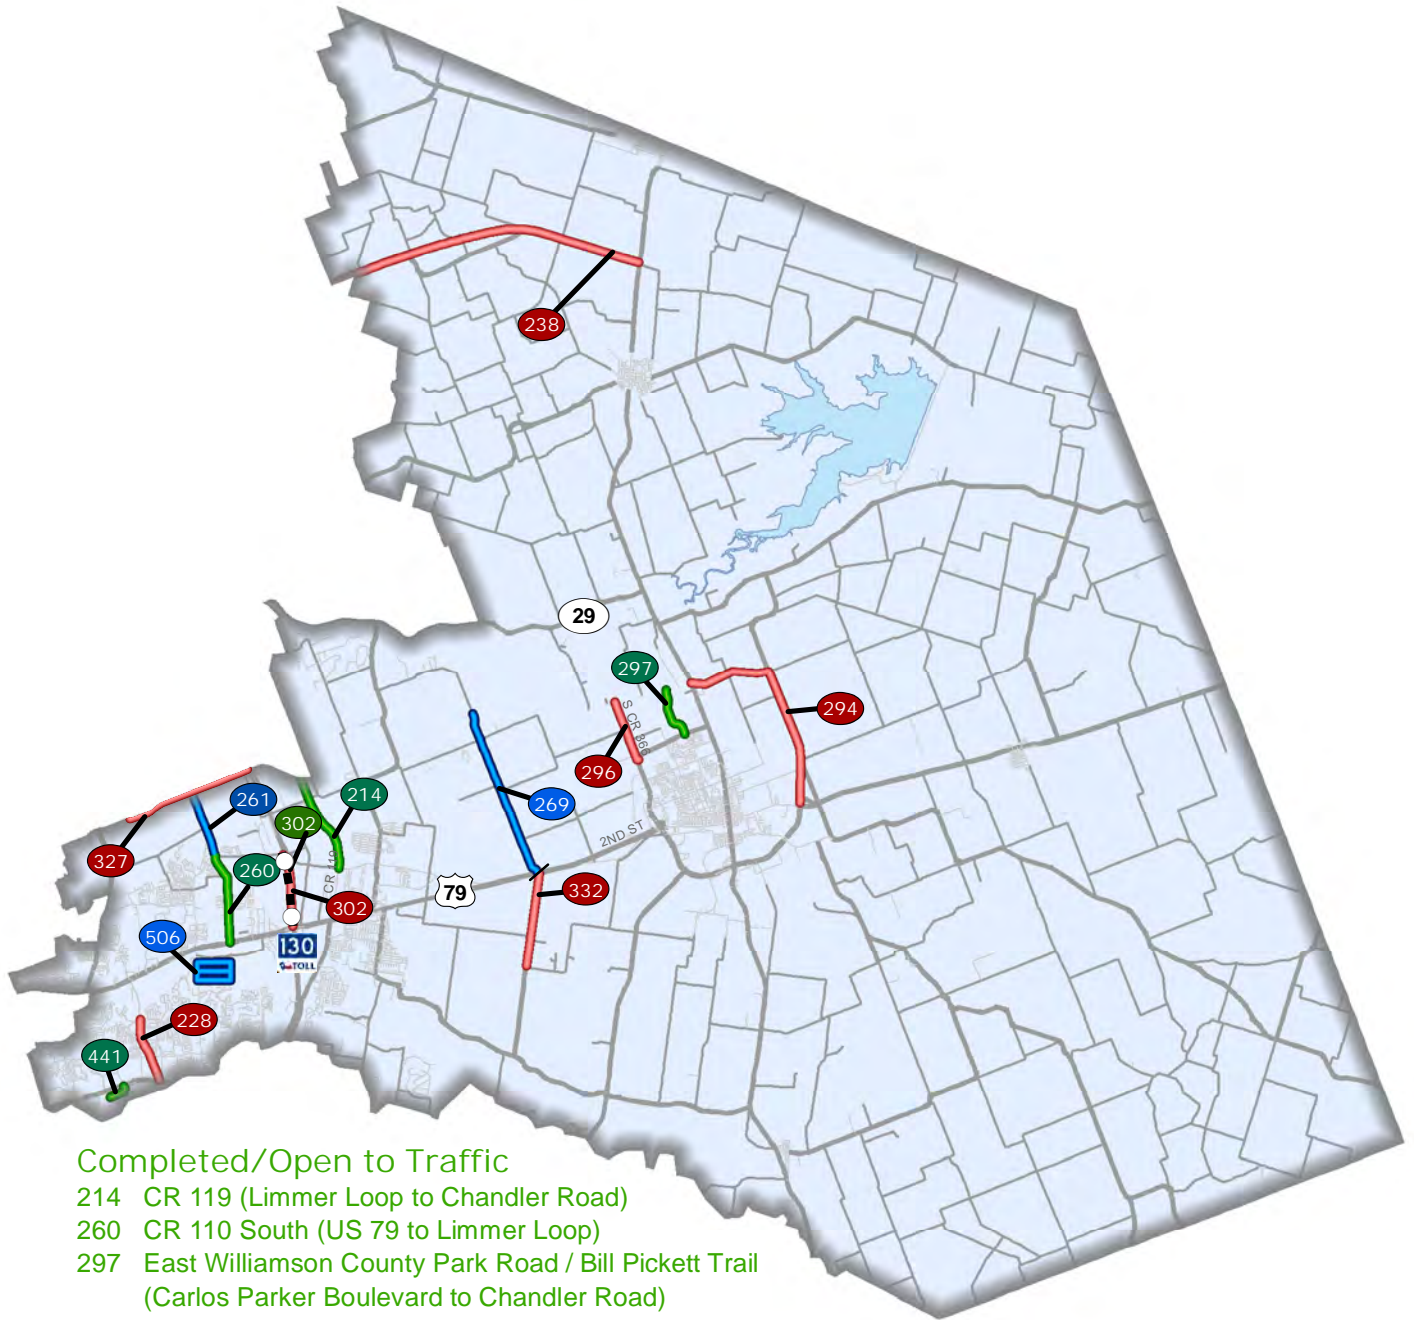 238
29
297
S CR 366
294
296
261
214
269
302
2ND ST
327
CR 119
260
302
79
332
506
130
TOLL
228
441
Completed/Open to Traffic
214 CR 119 (Limmer Loop to Chandler Road)
260 CR 110 South (US 79 to Limmer Loop)
297 East Williamson County Park Road / Bill Pickett Trail
(Carlos Parker Boulevard to Chandler Road)